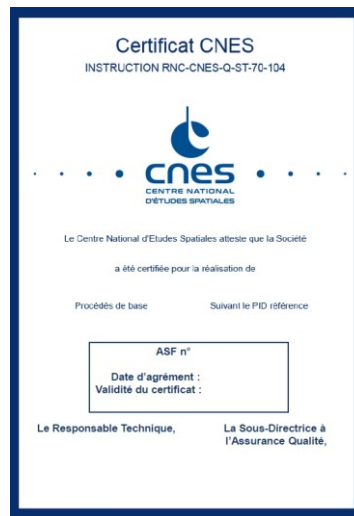 Certificat CNES
INSTRUCTION RNC-CNES-Q-ST-70-104
cnes
CENTRE NATIONAL
D'ÉTUDES SPATIALES
Le Centre National d'Etudes Spatiales atteste que la Société
a été certifiée pour la réalisation de
Procédés de base Suivant le PID référence
ASF n°
Date d'agrément :
Validité du certificat :
Le Responsable Technique, La Sous-Directrice à
l'Assurance Qualité,